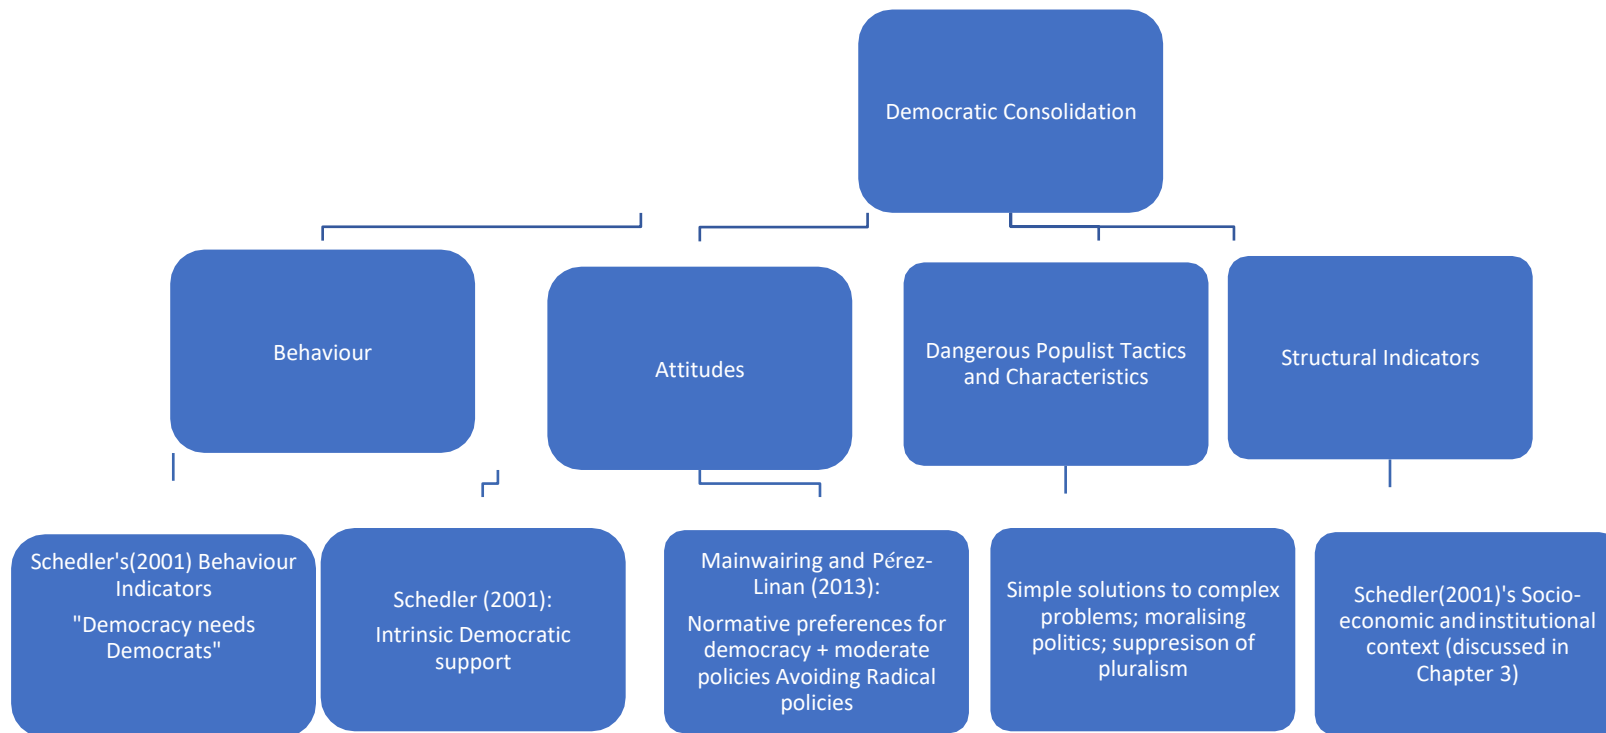 Democratic Consolidation
Behaviour
Attitudes
Dangerous Populist Tactics
and Characteristics
Structural Indicators
Schedler's(2001) Behaviour
Indicators
"Democracy needs
Democrats"
Schedler (2001):
Intrinsic Democratic
support
Mainwairing and Pérez-
Linan (2013):
Normative preferences for
democracy + moderate
policies Avoiding Radical
policies
Simple solutions to complex
problems; moralising
politics; suppresison of
pluralism
Schedler(2001)'s Socio-
economic and institutional
context (discussed in
Chapter 3)